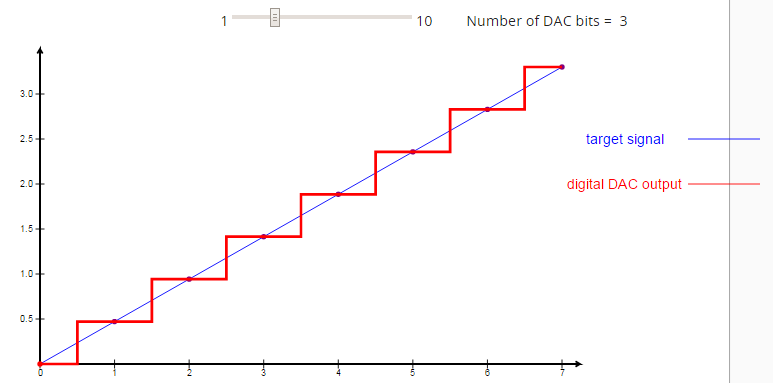 1 10 Number of DAC bits = 3
3.0
2.5
target signal
2.0
digital DAC output
1.5
1.0
0.5
0 1 2 3 4 5 6 7